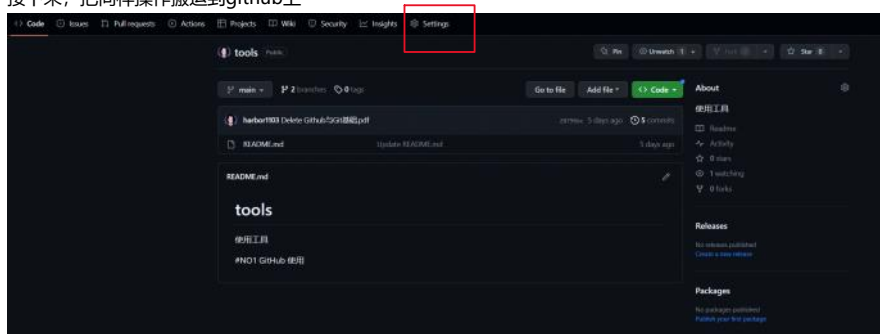 接下来，把同样操作搬运到github上
Code Issues Pull requests Actions Projects Wiki Security Insights Settings
tools Public
Pin Unwatch 1 Star 0
main 2 branches 0 tags
Go to file Add file Code
About
使用工具
harbor1103 Delete Github与Git基础.pdf 5 days ago 5 commits
README.md Update README.md 5 days ago
Readme
Activity
0 stars
1 watching
0 forks
README.md
tools
使用工具
#NO1 GitHub 使用
Releases
No releases published
Create a new release
Packages
No packages published
Publish your first package